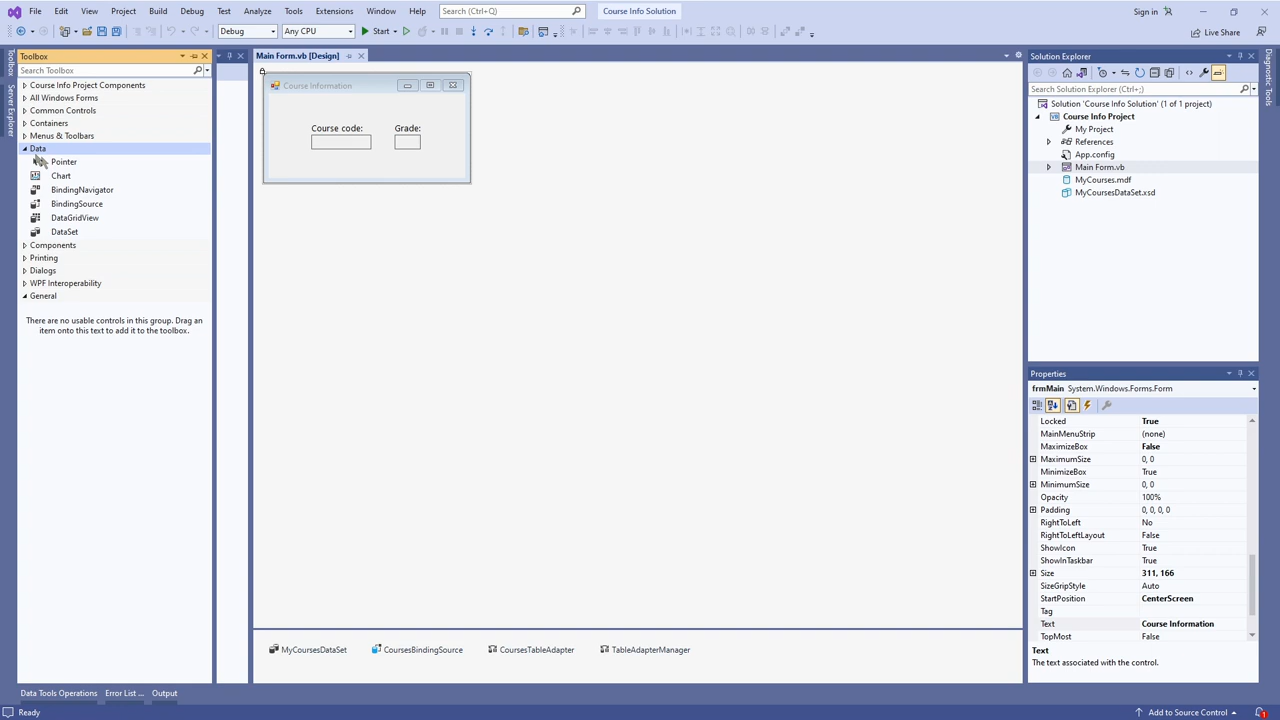 File Edit View Project Build Debug Test Analyze Tools Extensions Window Help Search (Ctrl+Q) Course Info Solution Sign in
Debug Any CPU Start Live Share
Toolbox
Search Toolbox
Course Info Project Components
All Windows Forms
Common Controls
Containers
Menus & Toolbars
Data
Pointer
Chart
BindingNavigator
BindingSource
DataGridView
DataSet
Components
Printing
Dialogs
WPF Interoperability
General
There are no usable controls in this group. Drag an
item onto this text to add it to the toolbox.
Toolbox
Server Explorer
Main Form.vb [Design]
Course Information
Course code: Grade:
MyCoursesDataSet CoursesBindingSource CoursesTableAdapter TableAdapterManager
Solution Explorer
Search Solution Explorer (Ctrl+;)
Solution 'Course Info Solution' (1 of 1 project)
Course Info Project
My Project
References
App.config
Main Form.vb
MyCourses.mdf
MyCoursesDataSet.xsd
Diagnostic Tools
Properties
frmMain System.Windows.Forms.Form
Locked True
MainMenuStrip (none)
MaximizeBox False
MaximumSize 0, 0
MinimizeBox True
MinimumSize 0, 0
Opacity 100%
Padding 0, 0, 0, 0
RightToLeft No
RightToLeftLayout False
ShowIcon True
ShowInTaskbar True
Size 311, 166
SizeGripStyle Auto
StartPosition CenterScreen
Tag
Text Course Information
TopMost False
Text
The text associated with the control.
Data Tools Operations Error List ... Output
Ready Add to Source Control 1